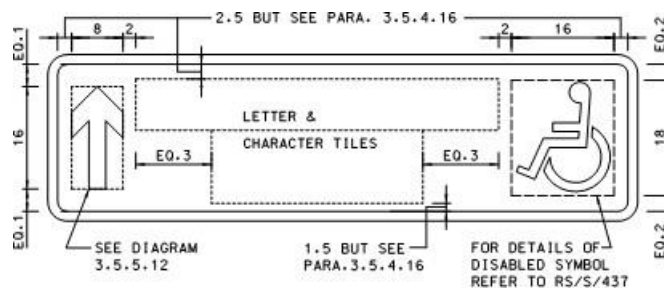 2.5 BUT SEE PARA. 3.5.4.16
EQ.1
8
2
2
16
EQ.2
16
LETTER &
CHARACTER TILES
18
EQ.3
EQ.3
EQ.1
EQ.2
SEE DIAGRAM
3.5.5.12
1.5 BUT SEE
PARA.3.5.4.16
FOR DETAILS OF
DISABLED SYMBOL
REFER TO RS/S/437